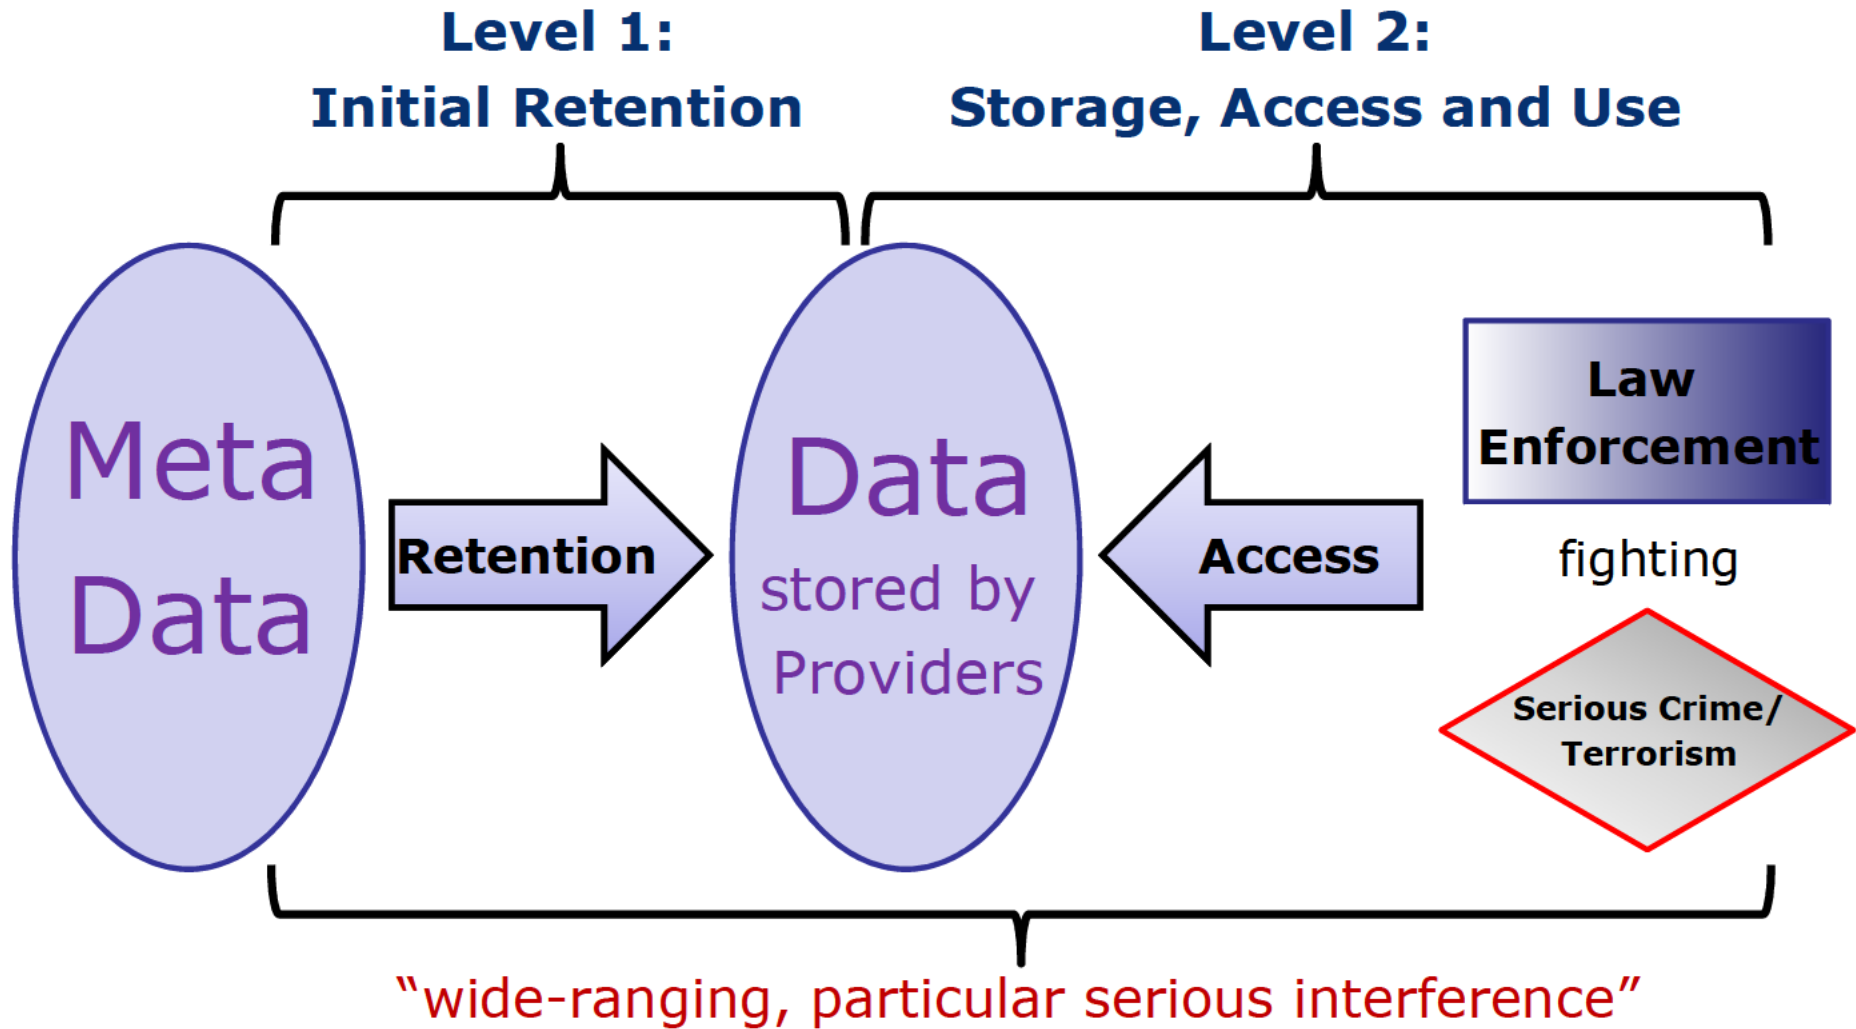 Level 1:
Initial Retention
Level 2:
Storage, Access and Use
Meta
Data
Retention
Data
stored by
Providers
Access
Law
Enforcement
fighting
Serious Crime/
Terrorism
“wide-ranging, particular serious interference”